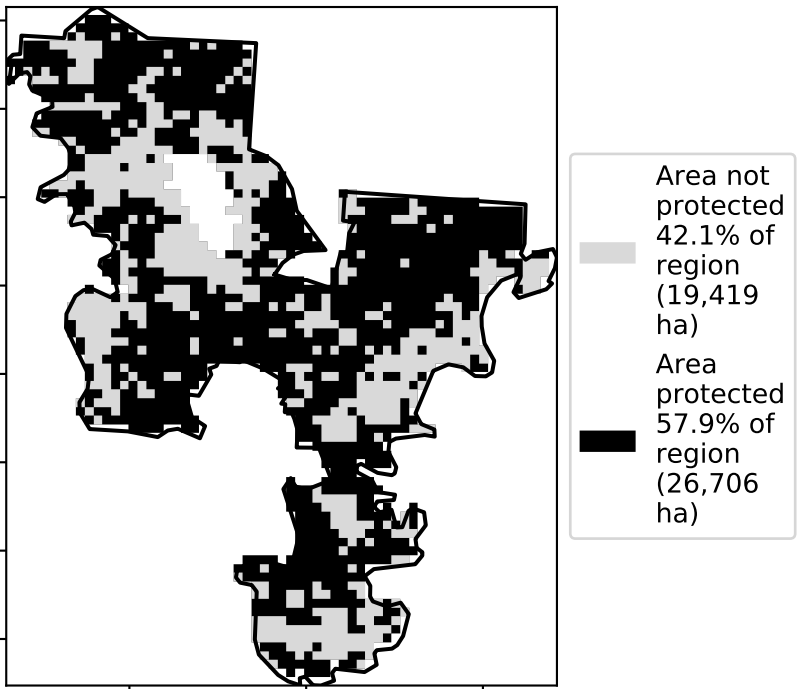 Area not
protected
42.1% of
region
(19,419
ha)
Area
protected
57.9% of
region
(26,706
ha)